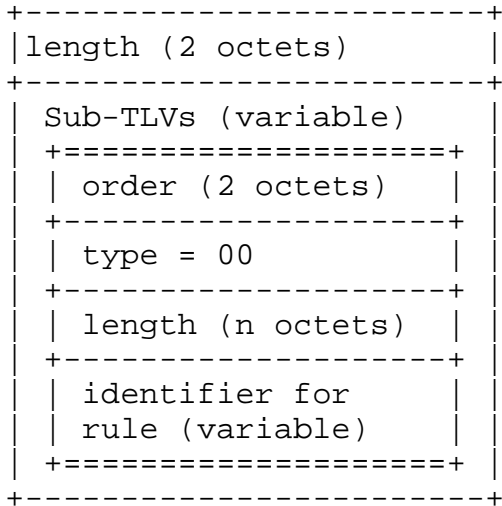 length (2 octets)
Sub-TLVs (variable)
order (2 octets)
type = 00
length (n octets)
identifier for
rule (variable)